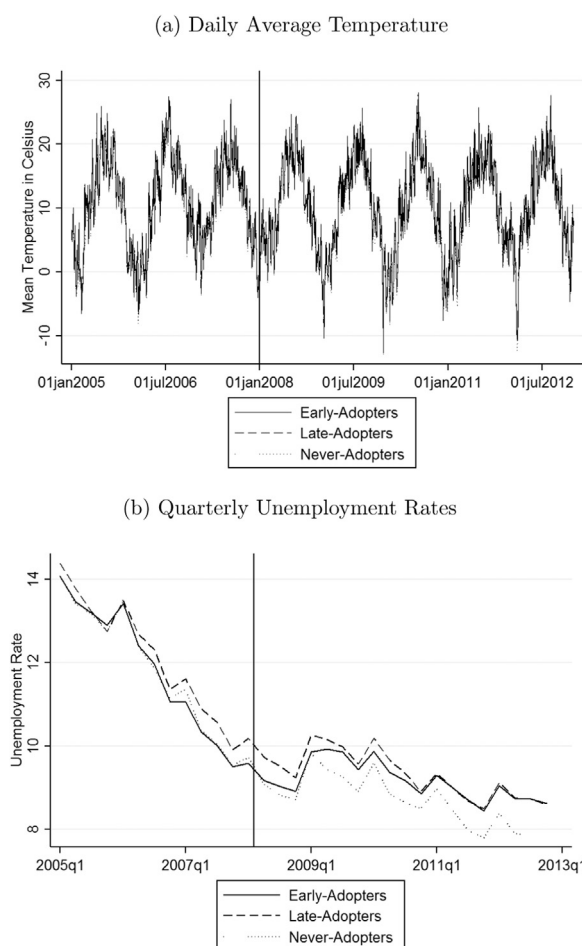 (a) Daily Average Temperature
Mean Temperature in Celsius
30
20
10
0
-10
01jan2005 01jul2006 01jan2008 01jul2009 01jan2011 01jul2012
Early-Adopters
Late-Adopters
Never-Adopters
(b) Quarterly Unemployment Rates
Unemployment Rate
14
12
10
8
2005q1 2007q1 2009q1 2011q1 2013q1
Early-Adopters
Late-Adopters
Never-Adopters